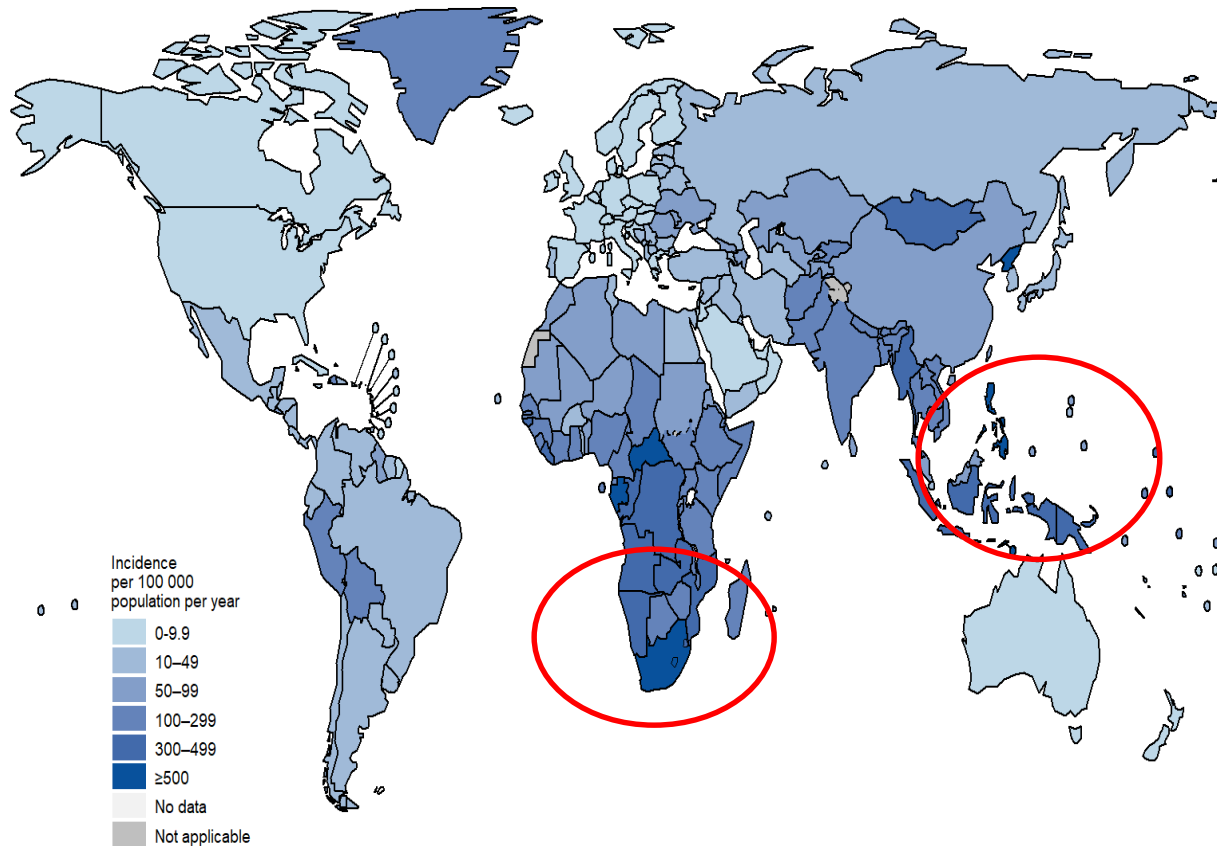 Incidence
per 100 000
population per year
0-9.9
10–49
50–99
100–299
300–499
≥500
No data
Not applicable